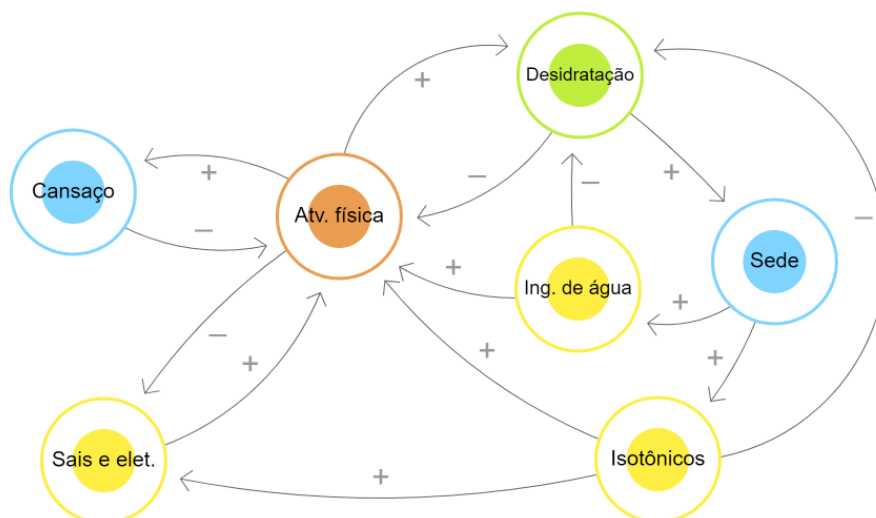 Desidratação
+
Cansaço
+
−
Atv. física
−
+
−
−
Sede
Ing. de água
+
+
+
−
+
+
+
Sais e elet.
Isotônicos
+